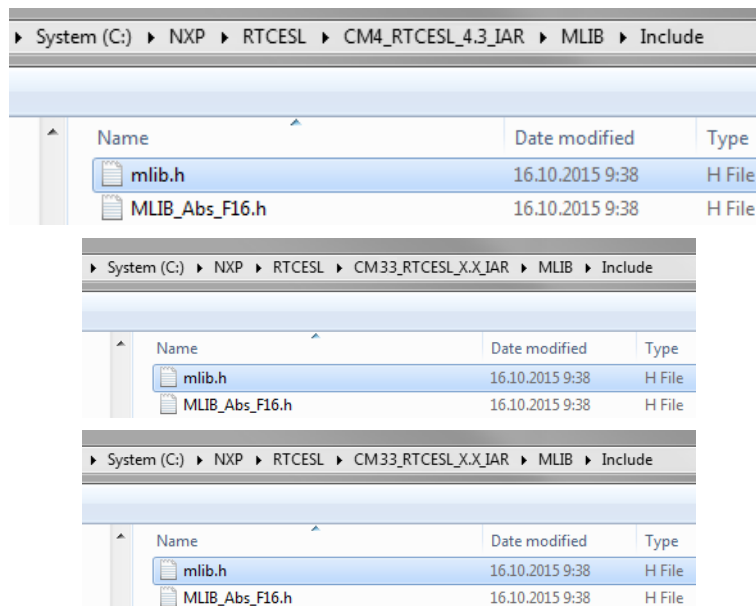 System (C:) NXP RTCESL CM4_RTCESL_4.3_IAR MLIB Include
Name Date modified Type
mlib.h 16.10.2015 9:38 H File
MLIB_Abs_F16.h 16.10.2015 9:38 H File
System (C:) NXP RTCESL CM33_RTCESL_X.X_IAR MLIB Include
Name Date modified Type
mlib.h 16.10.2015 9:38 H File
MLIB_Abs_F16.h 16.10.2015 9:38 H File
System (C:) NXP RTCESL CM33_RTCESL_X.X_IAR MLIB Include
Name Date modified Type
mlib.h 16.10.2015 9:38 H File
MLIB_Abs_F16.h 16.10.2015 9:38 H File